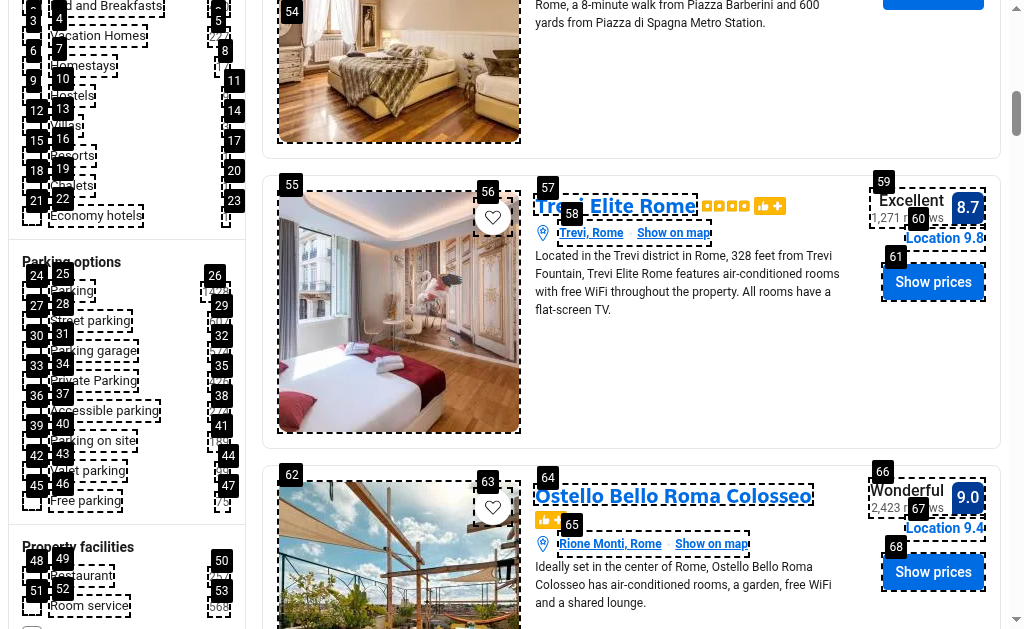 Vacation Homes
Homestays
Hostels
Villas
Resorts
Chalets
Economy hotels
Parking options
Parking
Street parking
Parking garage
Private Parking
Accessible parking
Parking on site
Valet parking
Free parking
Property facilities
Restaurant
Room service
568
3
4
5
6
7
8
9
10
11
12
13
14
15
16
17
18
19
20
21
22
23
24
25
26
27
28
29
30
31
32
33
34
35
36
37
38
39
40
41
42
43
44
45
46
47
48
49
50
51
52
53
54
Rome, a 8-minute walk from Piazza Barberini and 600
yards from Piazza di Spagna Metro Station.
55
56
57
58
59
60
61
Trevi Elite Rome
Trevi, Rome · Show on map
Located in the Trevi district in Rome, 328 feet from Trevi
Fountain, Trevi Elite Rome features air-conditioned rooms
with free WiFi throughout the property. All rooms have a
flat-screen TV.
Excellent
1,271 reviews
8.7
Location 9.8
Show prices
62
63
64
65
66
67
68
Ostello Bello Roma Colosseo
Rione Monti, Rome · Show on map
Ideally set in the center of Rome, Ostello Bello Roma
Colosseo has air-conditioned rooms, a garden, free WiFi
and a shared lounge.
Wonderful
2,423 reviews
9.0
Location 9.4
Show prices